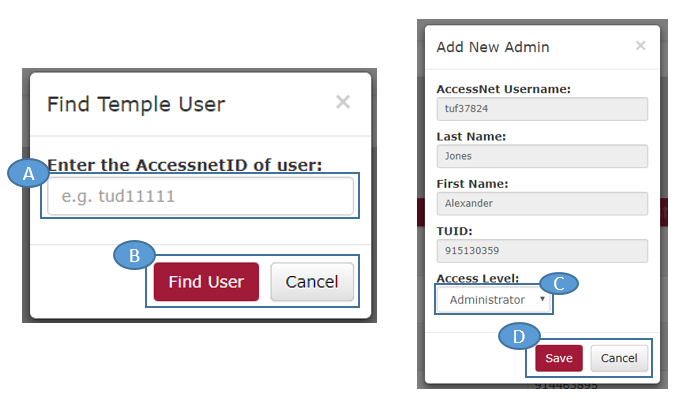 Find Temple User ×
Enter the AccessnetID of user:
A
e.g. tud11111
B
Find User Cancel
Add New Admin ×
AccessNet Username:
tuf37824
Last Name:
Jones
First Name:
Alexander
TUID:
915130359
Access Level:
C
Administrator
D
Save Cancel
914463895